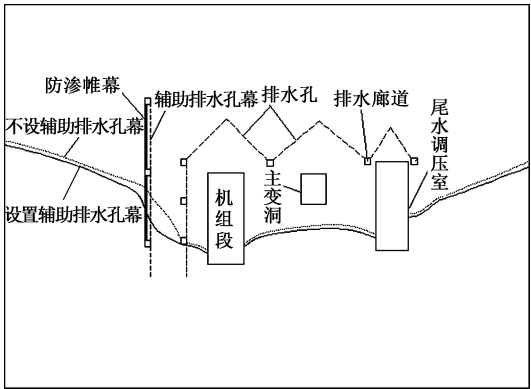 防渗帷幕
辅助排水孔幕
排水孔
排水廊道
尾水调压室
不设辅助排水孔幕
设置辅助排水孔幕
机组段
主变洞